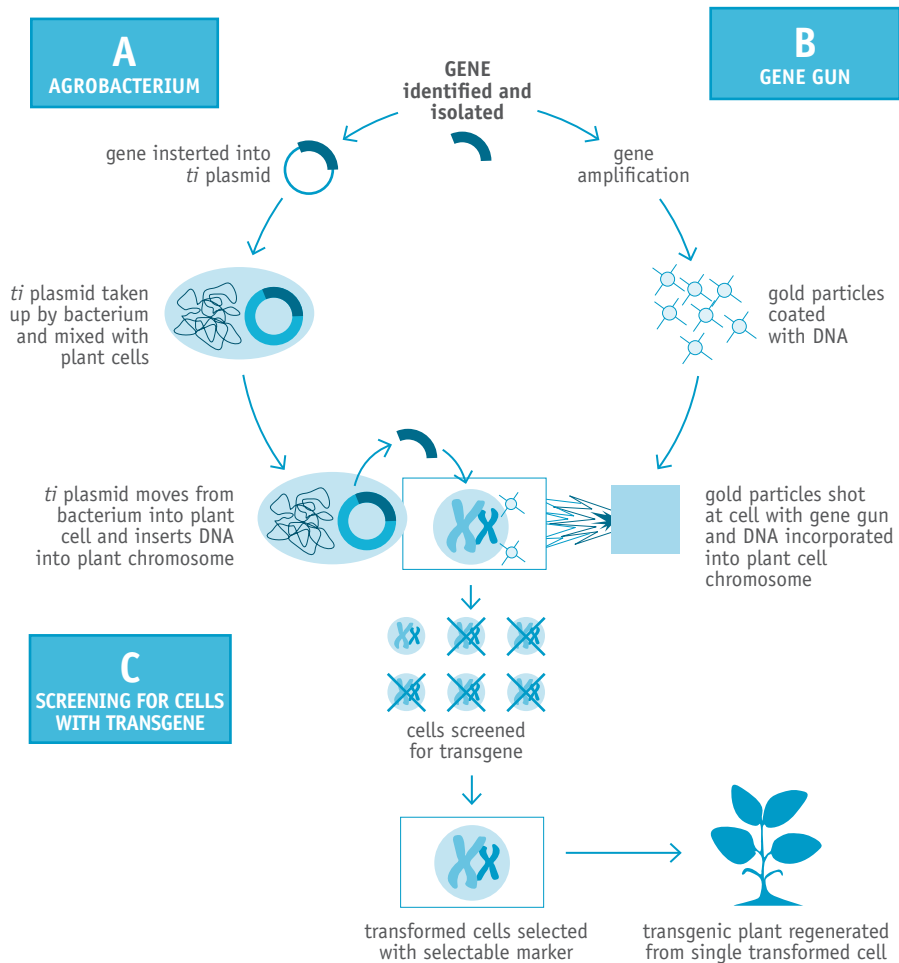 A
AGROBACTERIUM
B
GENE GUN
GENE
identified and
isolated
gene insterted into
ti plasmid
gene
amplification
ti plasmid taken
up by bacterium
and mixed with
plant cells
gold particles
coated
with DNA
ti plasmid moves from
bacterium into plant
cell and inserts DNA
into plant chromosome
gold particles shot
at cell with gene gun
and DNA incorporated
into plant cell
chromosome
C
SCREENING FOR CELLS
WITH TRANSGENE
cells screened
for transgene
transformed cells selected
with selectable marker
transgenic plant regenerated
from single transformed cell